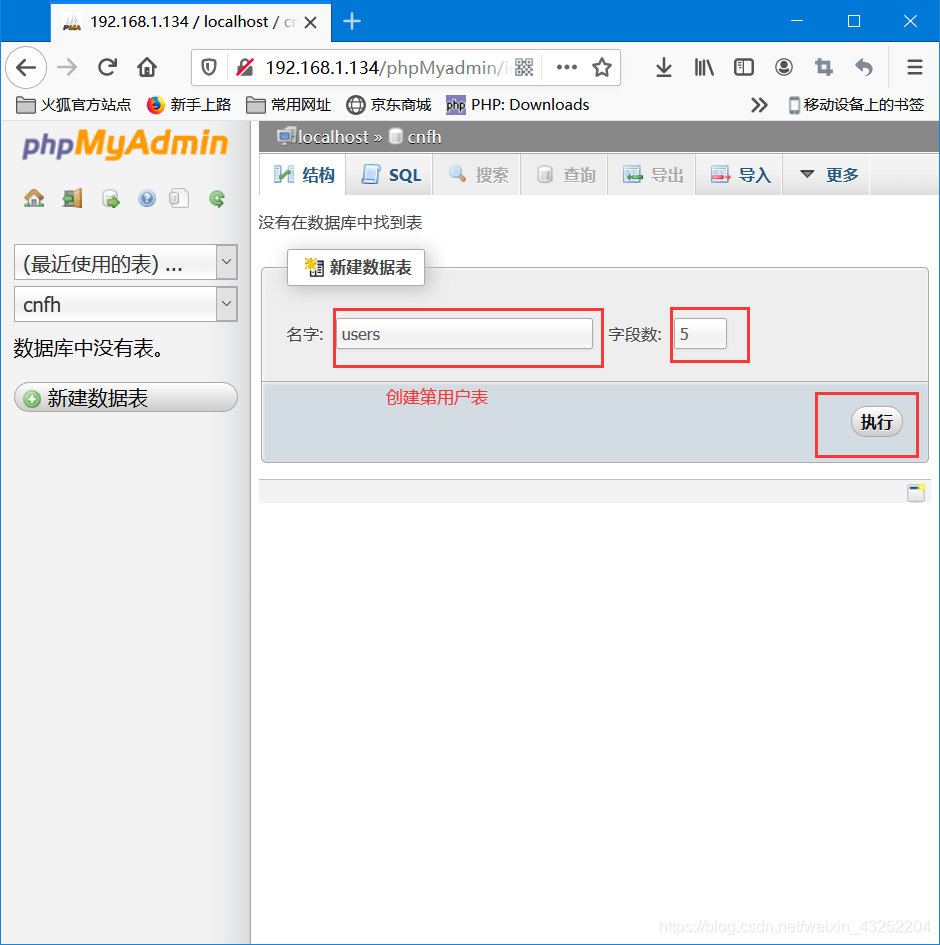 192.168.1.134 / localhost / cn
192.168.1.134/phpMyadmin/i
火狐官方站点 新手上路 常用网址 京东商城 php PHP: Downloads 移动设备上的书签
phpMyAdmin
localhost » cnfh
结构 SQL 搜索 查询 导出 导入 更多
没有在数据库中找到表
(最近使用的表) ...
cnfh
数据库中没有表。
新建数据表
新建数据表
名字: users 字段数: 5
创建第用户表
执行
https://blog.csdn.net/weixin_43252204